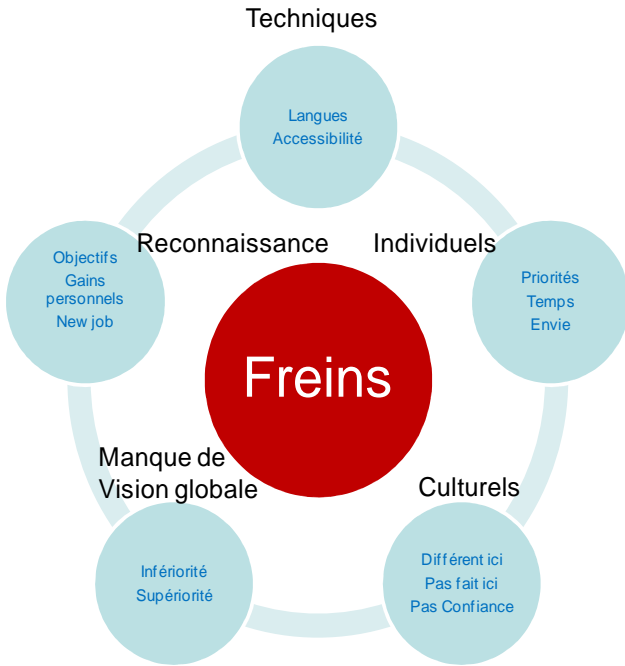 Techniques
Langues
Accessibilité
Reconnaissance
Objectifs
Gains
personnels
New job
Individuels
Priorités
Temps
Envie
Freins
Manque de
Vision globale
Infériorité
Supériorité
Culturels
Différent ici
Pas fait ici
Pas Confiance